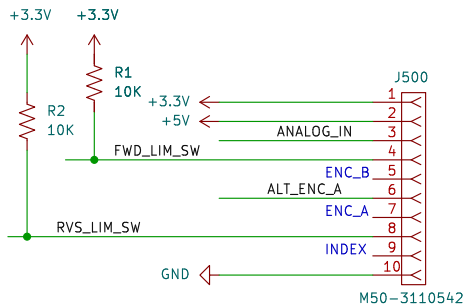 +3.3V +3.3V
R1
10K
R2
10K
J500
+3.3V 1
+5V 2
ANALOG_IN 3
FWD_LIM_SW 4
ENC_B 5
ALT_ENC_A 6
ENC_A 7
RVS_LIM_SW 8
INDEX 9
GND 10
M50-3110542